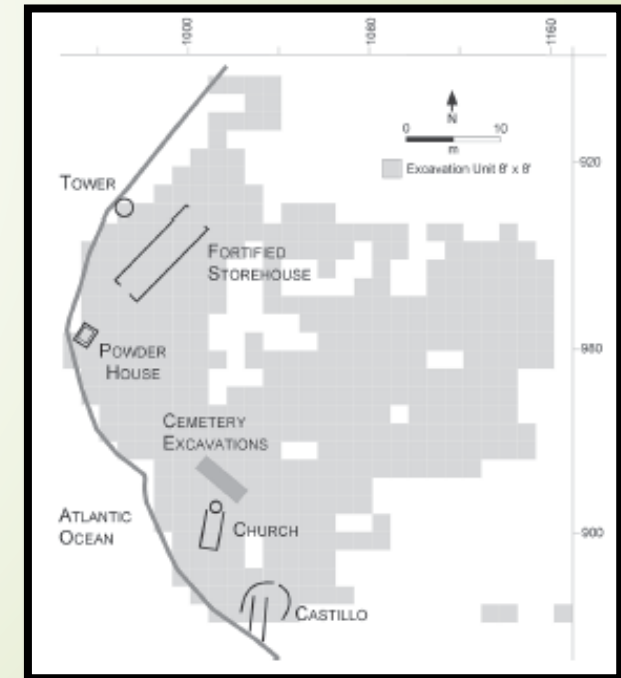 1000
1080
1160
N
0 10
m
Excavation Unit 8' x 8'
920
TOWER
FORTIFIED
STOREHOUSE
POWDER
HOUSE
980
CEMETERY
EXCAVATIONS
ATLANTIC
OCEAN
CHURCH
900
CASTILLO